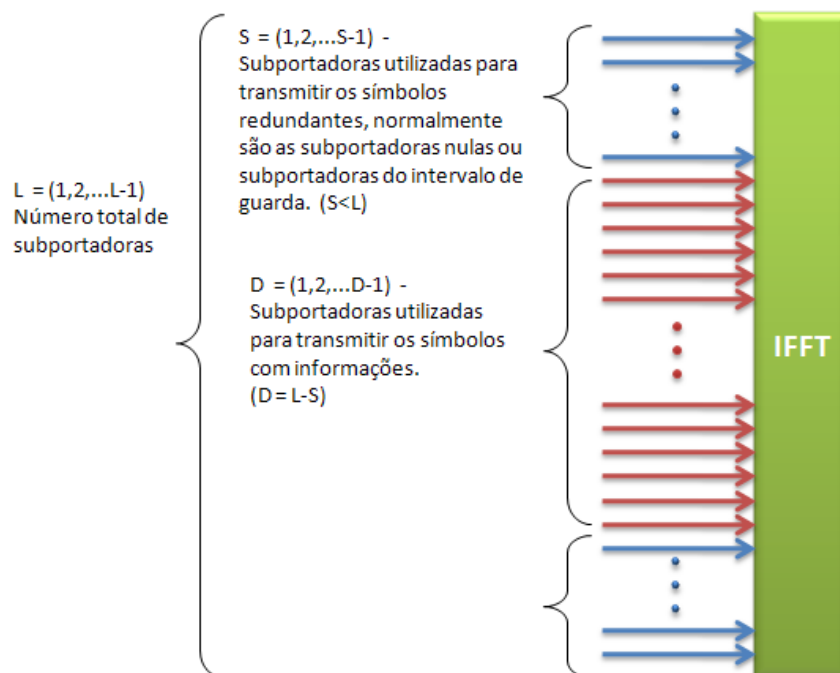 L = (1,2,...L-1)
Número total de
subportadoras
S = (1,2,...S-1) -
Subportadoras utilizadas para
transmitir os símbolos
redundantes, normalmente
são as subportadoras nulas ou
subportadoras do intervalo de
guarda. (S<L)
D = (1,2,...D-1) -
Subportadoras utilizadas
para transmitir os símbolos
com informações.
(D = L-S)
IFFT